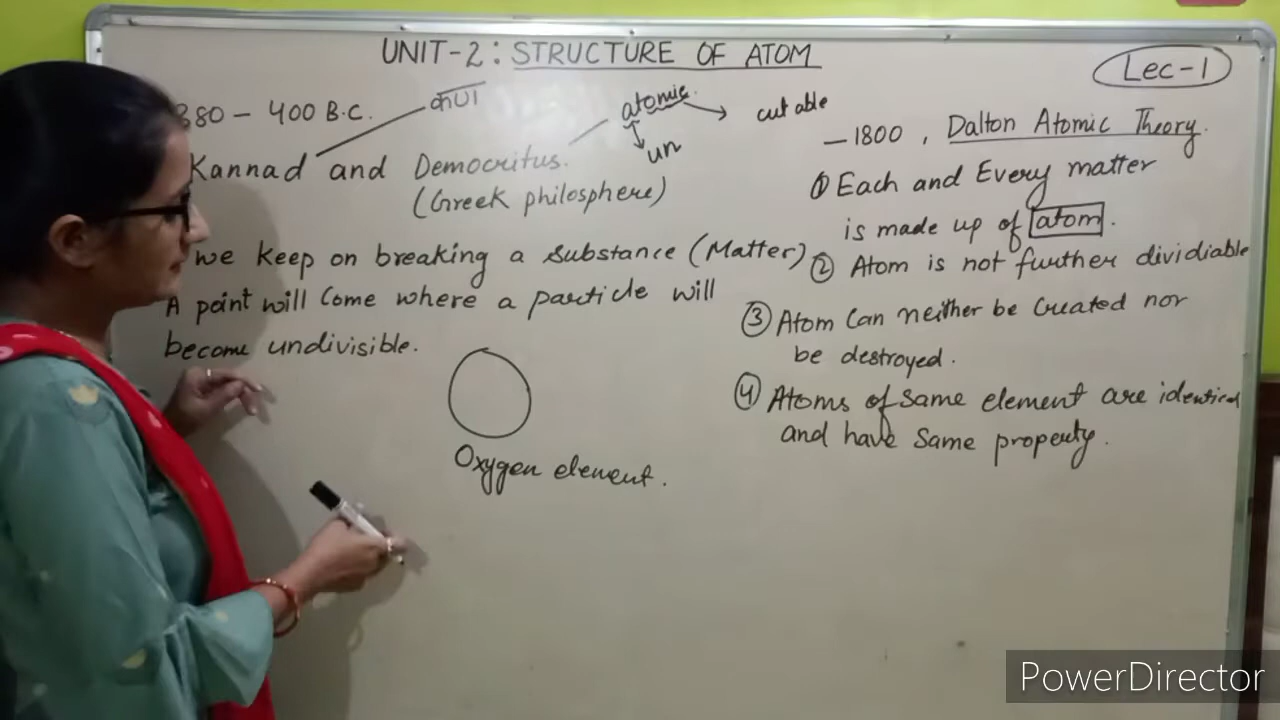 UNIT-2: STRUCTURE OF ATOM
Lec-1
380 - 400 B.C.
कण
atomic.
cut able
un
Kannad and Democritus.
(Greek philosphere)
we keep on breaking a substance (Matter)
A point will come where a particle will
become undivisible.
Oxygen element.
- 1800, Dalton Atomic Theory.
① Each and Every matter
is made up of atom.
② Atom is not further dividiable
③ Atom can neither be created nor
be destroyed.
④ Atoms of same element are identical
and have same property.
PowerDirector